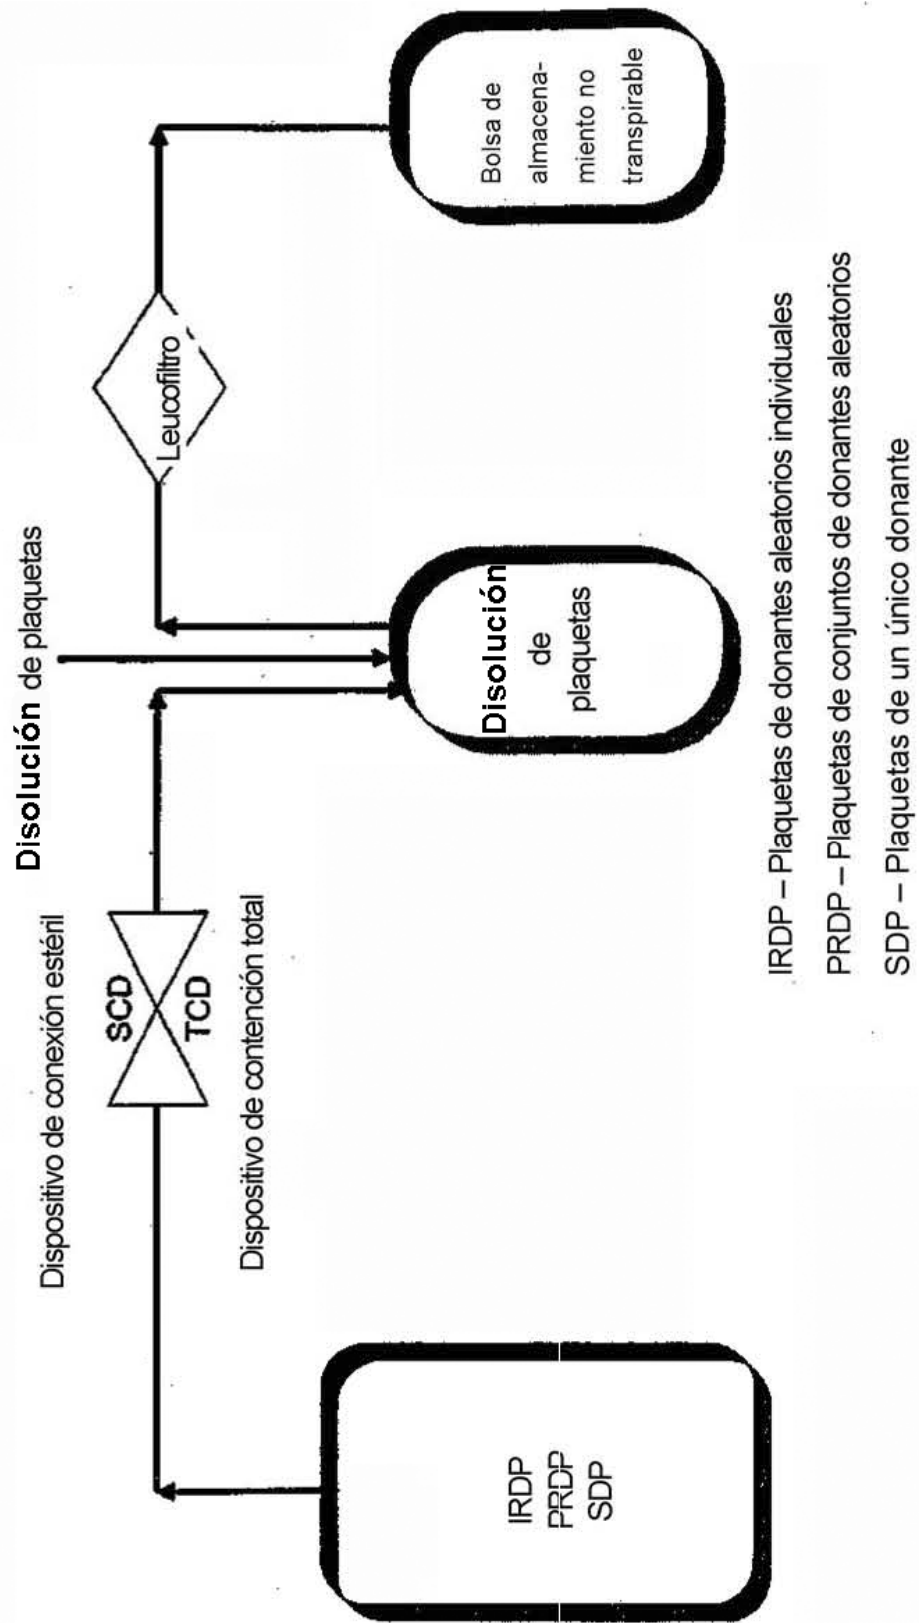 Disolución de plaquetas
Dispositivo de conexión estéril
SCD
TCD
Dispositivo de contención total
Leucofiltro
IRDP
PRDP
SDP
Disolución
de
plaquetas
Bolsa de
almacena-
miento no
transpirable
IRDP – Plaquetas de donantes aleatorios individuales
PRDP – Plaquetas de conjuntos de donantes aleatorios
SDP – Plaquetas de un único donante